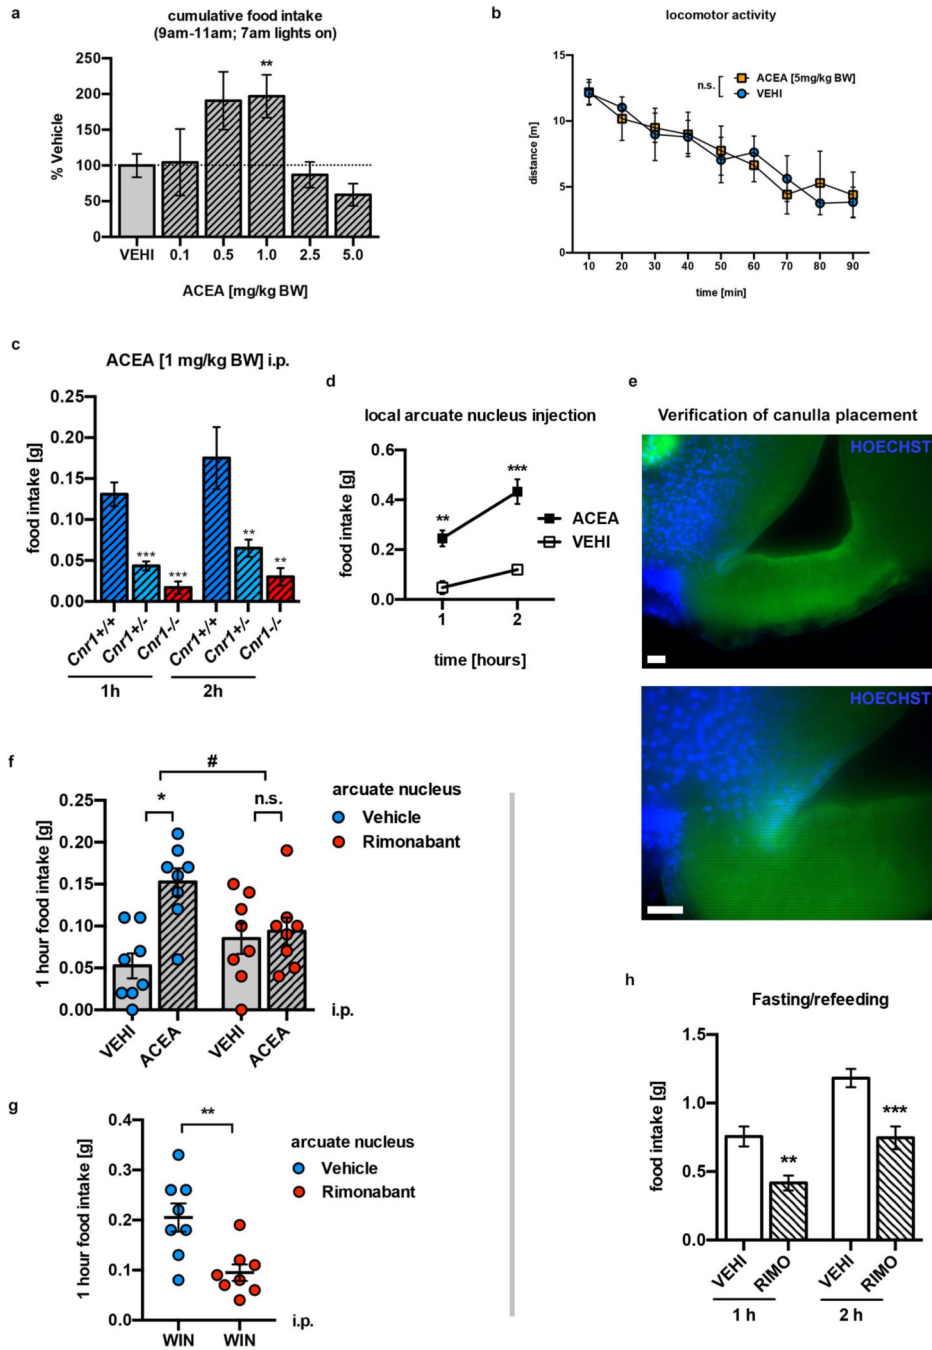 a
cumulative food intake
(9am-11am; 7am lights on)
% Vehicle
250
200
150
100
50
0
**
VEHI 0.1 0.5 1.0 2.5 5.0
ACEA [mg/kg BW]
b
locomotor activity
distance [m]
15
10
5
0
n.s.
ACEA [5mg/kg BW]
VEHI
10 20 30 40 50 60 70 80 90
time [min]
c
ACEA [1 mg/kg BW] i.p.
food intake [g]
0.25
0.20
0.15
0.10
0.05
0.00
*** *** ** **
Cnr1+/+ Cnr1+/- Cnr1-/- Cnr1+/+ Cnr1+/- Cnr1-/-
1h 2h
d
local arcuate nucleus injection
food intake [g]
0.6
0.4
0.2
0.0
** ***
ACEA
VEHI
1 2
time [hours]
e
Verification of canulla placement
HOECHST
HOECHST
f
1 hour food intake [g]
0.25
0.20
0.15
0.10
0.05
0.00
#
* n.s.
arcuate nucleus
Vehicle
Rimonabant
VEHI ACEA VEHI ACEA
i.p.
g
1 hour food intake [g]
0.4
0.3
0.2
0.1
0.0
**
arcuate nucleus
Vehicle
Rimonabant
WIN WIN
i.p.
h
Fasting/refeeding
food intake [g]
1.5
1.0
0.5
0.0
** ***
VEHI RIMO VEHI RIMO
1 h 2 h